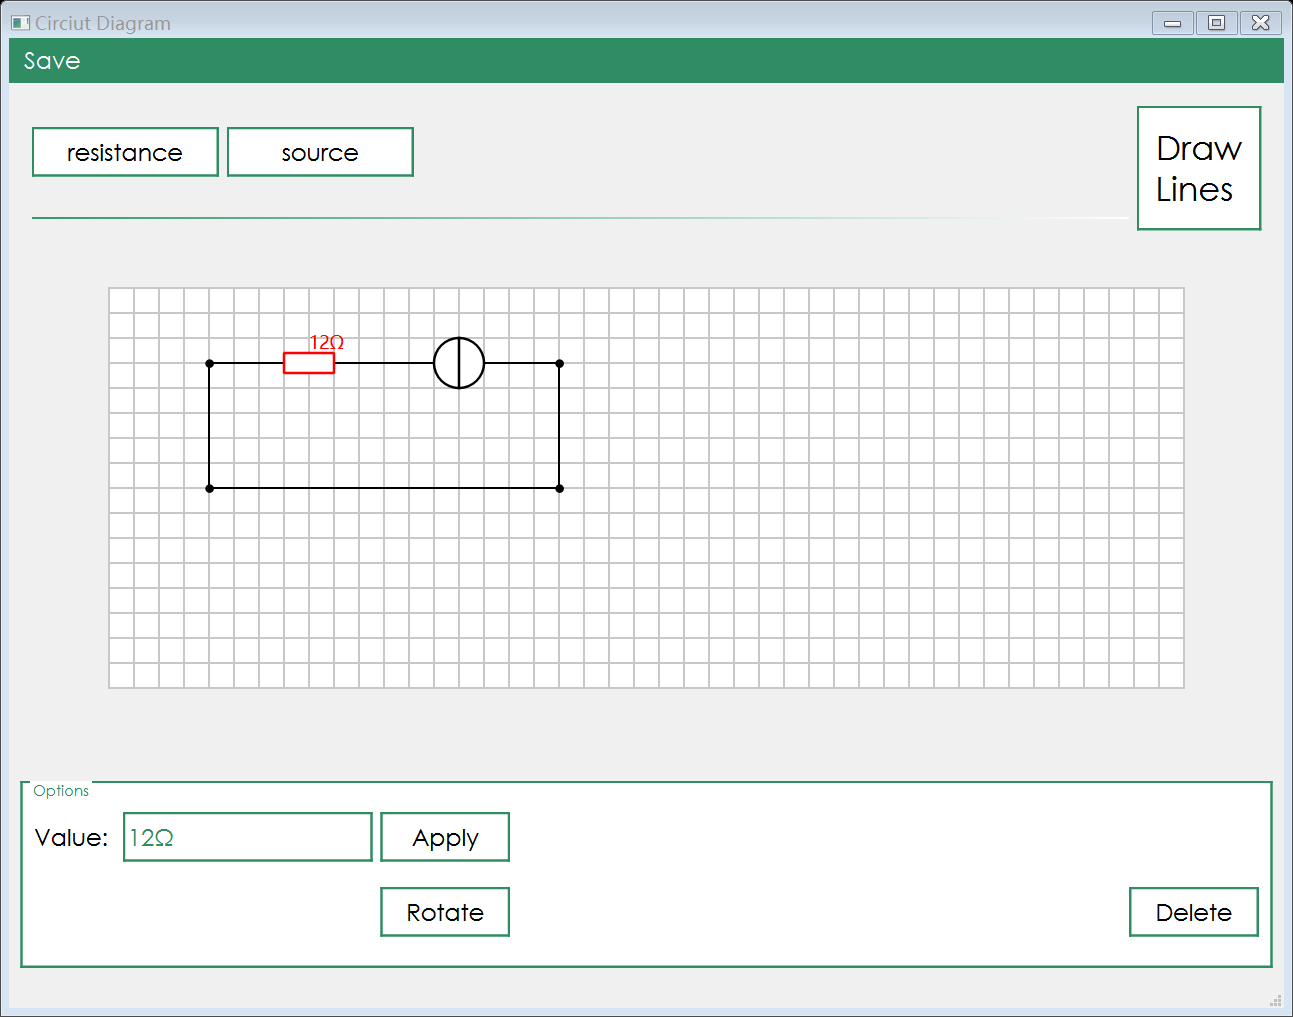 Circiut Diagram
Save
resistance
source
Draw
Lines
12Ω
Options
Value:
12Ω
Apply
Rotate
Delete